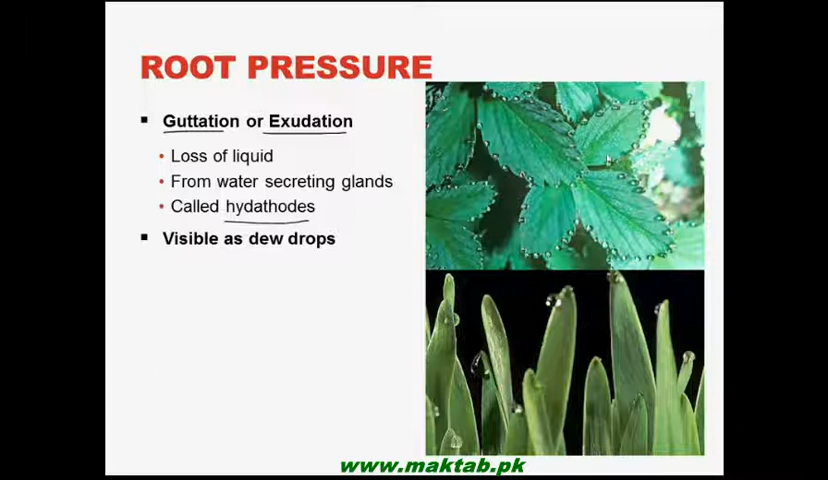 ROOT PRESSURE
▪ Guttation or Exudation
• Loss of liquid
• From water secreting glands
• Called hydathodes
▪ Visible as dew drops
www.maktab.pk